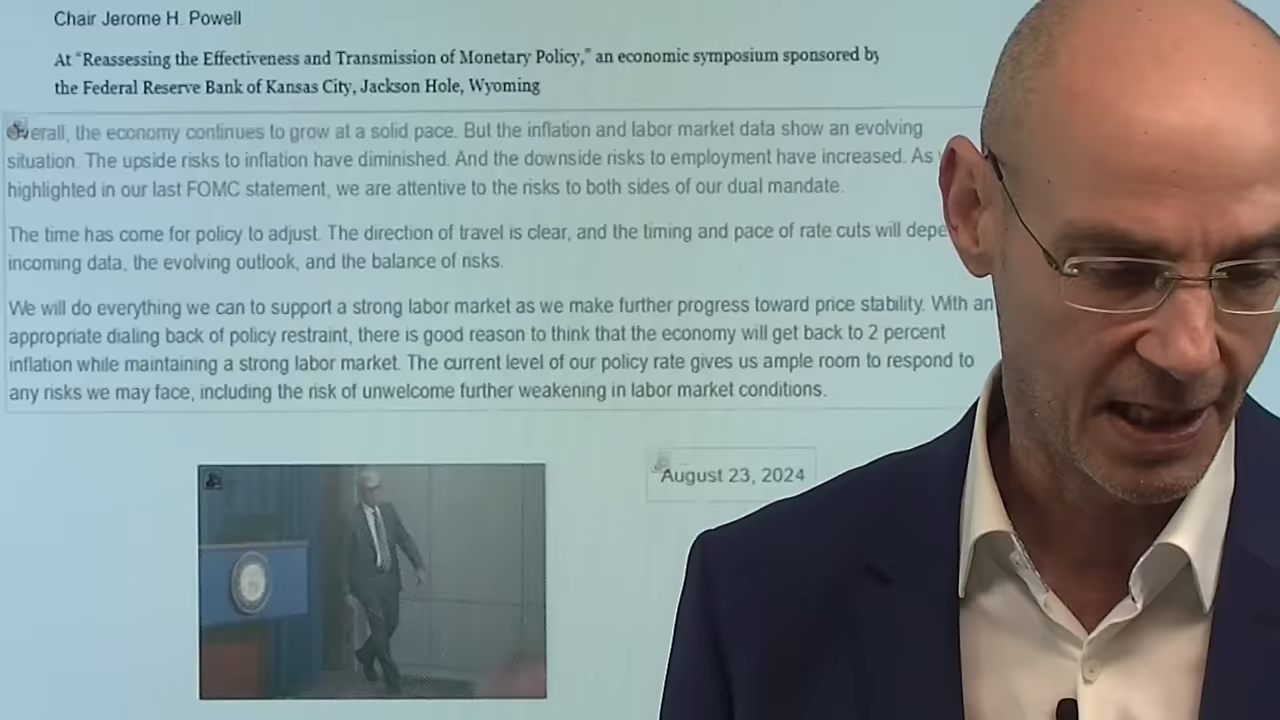 Chair Jerome H. Powell
At “Reassessing the Effectiveness and Transmission of Monetary Policy,” an economic symposium sponsored by
the Federal Reserve Bank of Kansas City, Jackson Hole, Wyoming
Overall, the economy continues to grow at a solid pace. But the inflation and labor market data show an evolving
situation. The upside risks to inflation have diminished. And the downside risks to employment have increased. As
highlighted in our last FOMC statement, we are attentive to the risks to both sides of our dual mandate.
The time has come for policy to adjust. The direction of travel is clear, and the timing and pace of rate cuts will depe
incoming data, the evolving outlook, and the balance of risks.
We will do everything we can to support a strong labor market as we make further progress toward price stability. With an
appropriate dialing back of policy restraint, there is good reason to think that the economy will get back to 2 percent
inflation while maintaining a strong labor market. The current level of our policy rate gives us ample room to respond to
any risks we may face, including the risk of unwelcome further weakening in labor market conditions.
August 23, 2024